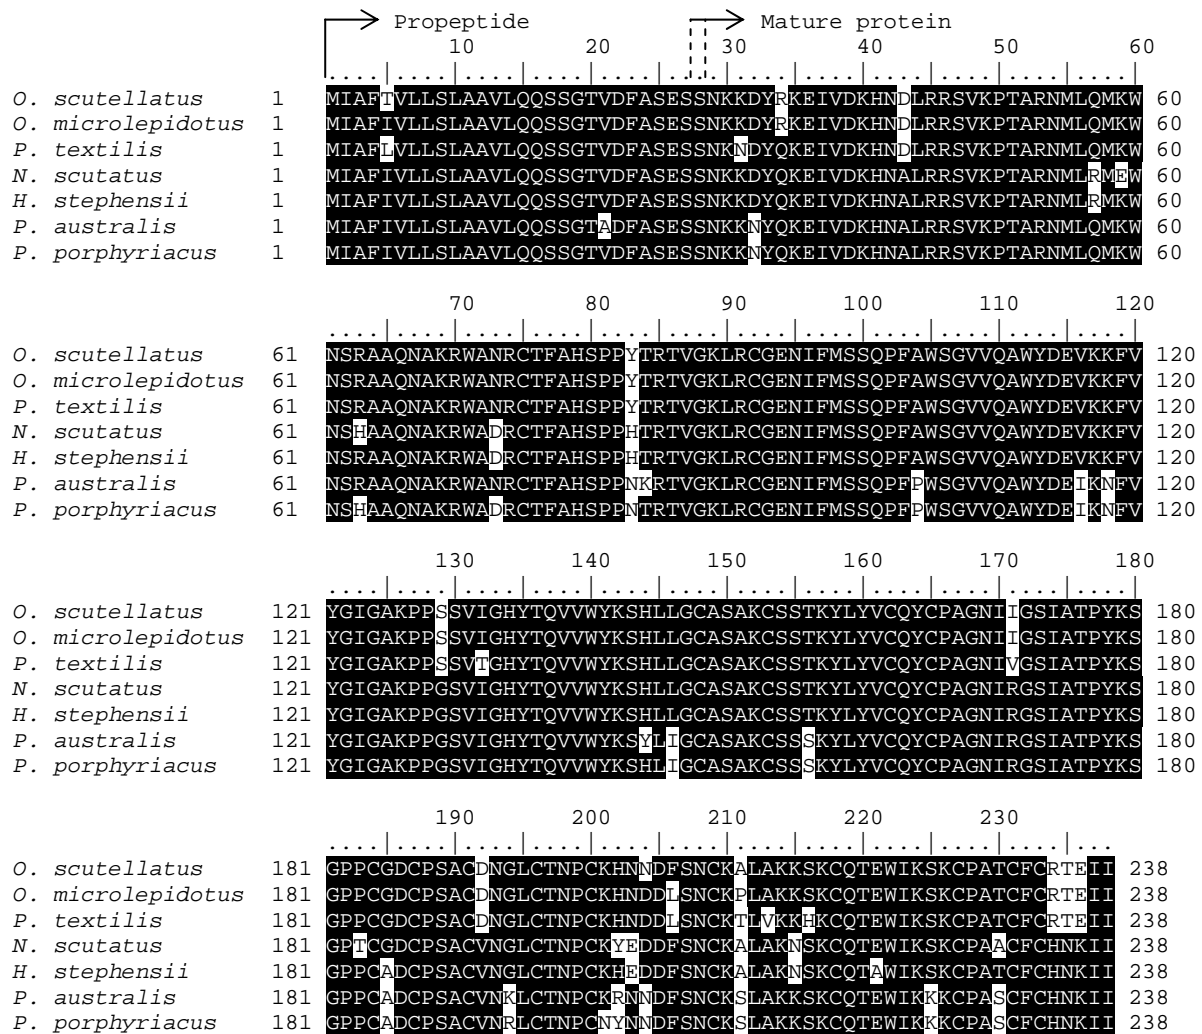 Propeptide Mature protein
10 20 30 40 50 60
O. scutellatus 1 MIAFTVLLSLAAVLQQSSGTVDFASESSNKKDYRKEIVDKHNDLRRSVKPTARNMLQMKW 60
O. microlepidotus 1 MIAFIVLLSLAAVLQQSSGTVDFASESSNKKDYRKEIVDKHNDLRRSVKPTARNMLQMKW 60
P. textilis 1 MIAFLVLLSLAAVLQQSSGTVDFASESSNKNDYQKEIVDKHNDLRRSVKPTARNMLQMKW 60
N. scutatus 1 MIAFIVLLSLAAVLQQSSGTVDFASESSNKKDYQKEIVDKHNALRRSVKPTARNMLRMEW 60
H. stephensii 1 MIAFIVLLSLAAVLQQSSGTVDFASESSNKKDYQKEIVDKHNALRRSVKPTARNMLRMKW 60
P. australis 1 MIAFIVLLSLAAVLQQSSGTADFASESSNKKNYQKEIVDKHNALRRSVKPTARNMLQMKW 60
P. porphyriacus 1 MIAFIVLLSLAAVLQQSSGTVDFASESSNKKNYQKEIVDKHNALRRSVKPTARNMLQMKW 60
70 80 90 100 110 120
O. scutellatus 61 NSRAAQNAKRWANRCTFAHSPPYTRTVGKLRCGENIFMSSQPFAWSGVVQAWYDEVKKFV 120
O. microlepidotus 61 NSRAAQNAKRWANRCTFAHSPPYTRTVGKLRCGENIFMSSQPFAWSGVVQAWYDEVKKFV 120
P. textilis 61 NSRAAQNAKRWANRCTFAHSPPYTRTVGKLRCGENIFMSSQPFAWSGVVQAWYDEVKKFV 120
N. scutatus 61 NSHAAQNAKRWADRCTFAHSPPHTRTVGKLRCGENIFMSSQPFAWSGVVQAWYDEVKKFV 120
H. stephensii 61 NSRAAQNAKRWADRCTFAHSPPHTRTVGKLRCGENIFMSSQPFAWSGVVQAWYDEVKKFV 120
P. australis 61 NSRAAQNAKRWANRCTFAHSPPNKRTVGKLRCGENIFMSSQPFPWSGVVQAWYDEIKNFV 120
P. porphyriacus 61 NSHAAQNAKRWADRCTFAHSPPNTRTVGKLRCGENIFMSSQPFPWSGVVQAWYDEIKNFV 120
130 140 150 160 170 180
O. scutellatus 121 YGIGAKPPSSVIGHYTQVVWYKSHLLGCASAKCSSTKYLYVCQYCPAGNIIGSIATPYKS 180
O. microlepidotus 121 YGIGAKPPSSVIGHYTQVVWYKSHLLGCASAKCSSTKYLYVCQYCPAGNIIGSIATPYKS 180
P. textilis 121 YGIGAKPPSSVTGHYTQVVWYKSHLLGCASAKCSSTKYLYVCQYCPAGNIVGSIATPYKS 180
N. scutatus 121 YGIGAKPPGSVIGHYTQVVWYKSHLLGCASAKCSSTKYLYVCQYCPAGNIRGSIATPYKS 180
H. stephensii 121 YGIGAKPPGSVIGHYTQVVWYKSHLLGCASAKCSSTKYLYVCQYCPAGNIRGSIATPYKS 180
P. australis 121 YGIGAKPPGSVIGHYTQVVWYKSYLIGCASAKCSSSKYLYVCQYCPAGNIRGSIATPYKS 180
P. porphyriacus 121 YGIGAKPPGSVIGHYTQVVWYKSHLIGCASAKCSSSKYLYVCQYCPAGNIRGSIATPYKS 180
190 200 210 220 230
O. scutellatus 181 GPPCGDCPSACDNGLCTNPCKHNNDFSNCKALAKKSKCQTEWIKSKCPATCFCRTEII 238
O. microlepidotus 181 GPPCGDCPSACVNGLCTNPCKHNDDLSNCKPLAKKSKCQTEWIKSKCPATCFCRTEII 238
P. textilis 181 GPPCGDCPSACDNGLCTNPCKHNDDLSNCKTLVKKHKCQTEWIKSKCPATCFCRTEII 238
N. scutatus 181 GPTCGDCPSACVNGLCTNPCKYEDDFSNCKALAKNSKCQTEWIKSKCPAACFCHNKII 238
H. stephensii 181 GPPCADCPSACVNGLCTNPCKHEDDFSNCKALAKNSKCQTAWIKSKCPATCFCHNKII 238
P. australis 181 GPPCADCPSACVNKLCTNPCKRNNDFSNCKSLAKKSKCQTEWIKKKCPASCFCHNKII 238
P. porphyriacus 181 GPPCADCPSACVNRLCTNPCNYNNDFSNCKSLAKKSKCQTEWIKSKCPASCFCHNKII 238